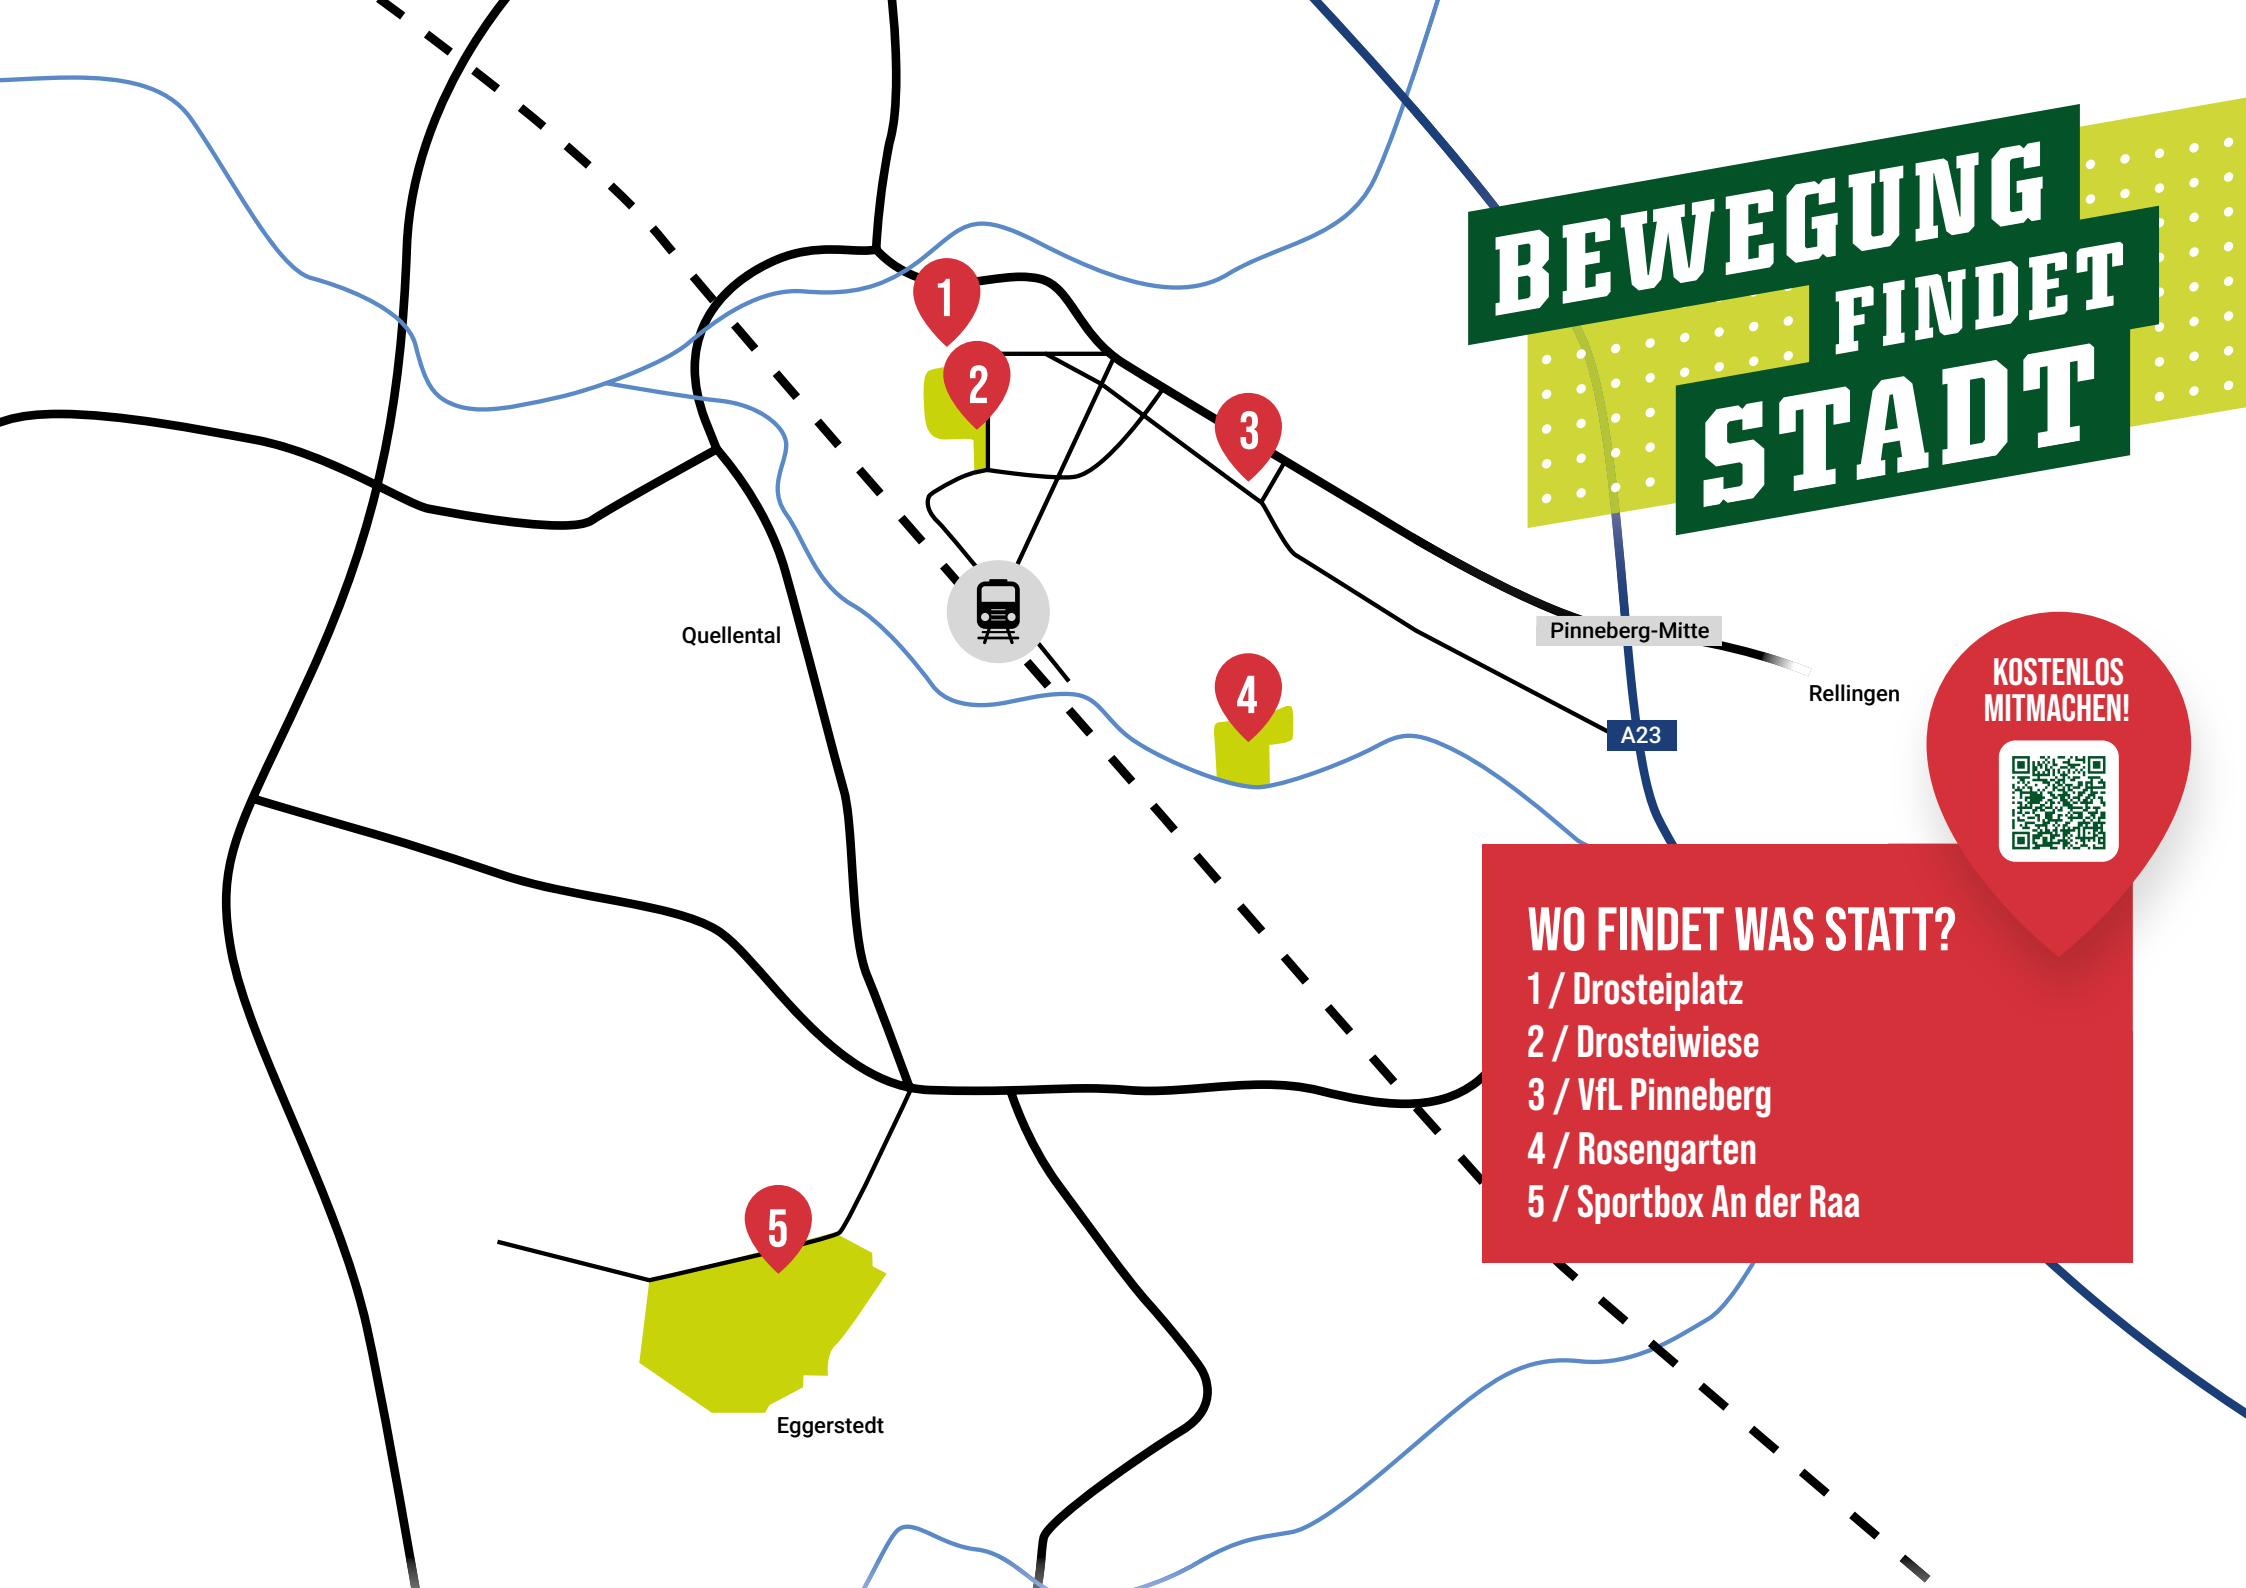 BEWEGUNG
FINDET
STADT
1
2
3
4
5
Quellental
Pinneberg-Mitte
Rellingen
A23
Eggerstedt
KOSTENLOS
MITMACHEN!
WO FINDET WAS STATT?
1 / Drosteiplatz
2 / Drosteiwiese
3 / VfL Pinneberg
4 / Rosengarten
5 / Sportbox An der Raa